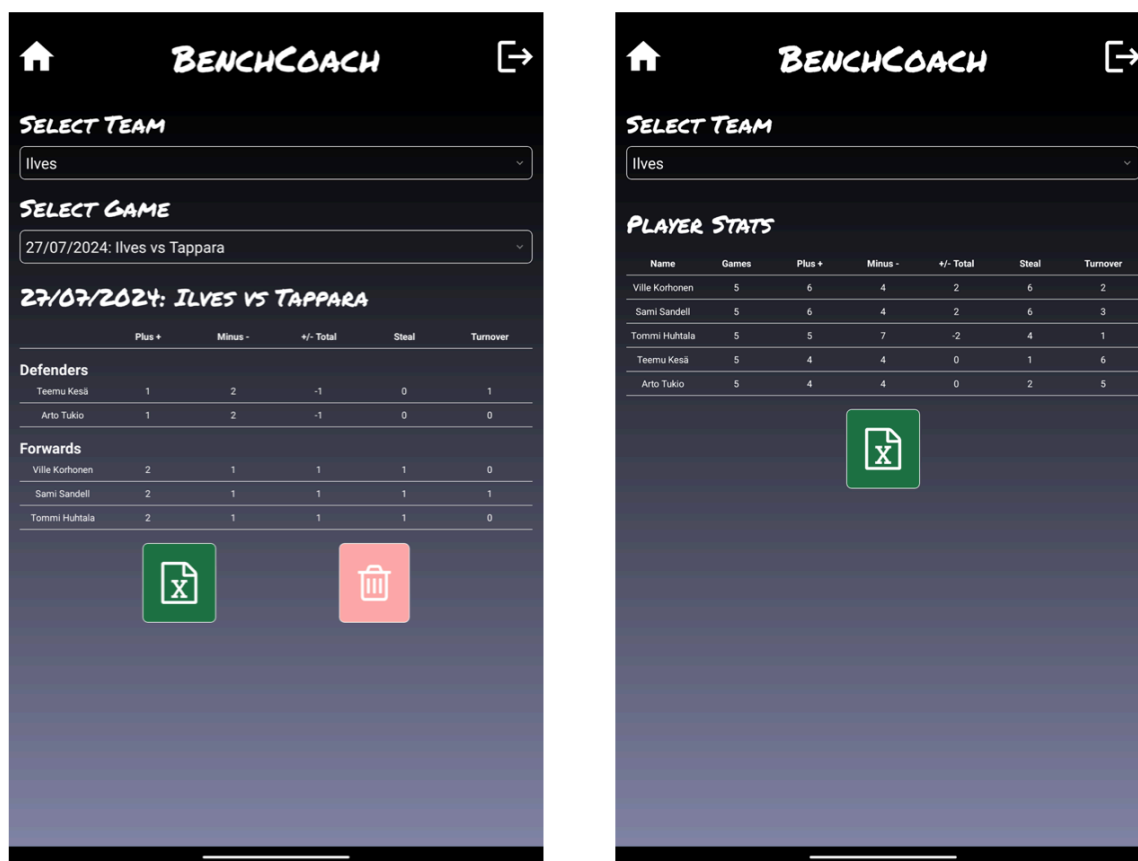 BenchCoach
Select Team
Ilves
Select Game
27/07/2024: Ilves vs Tappara
27/07/2024: Ilves vs Tappara
Plus + Minus - +/- Total Steal Turnover
Defenders
Teemu Kesä 1 2 -1 0 1
Arto Tukio 1 2 -1 0 0
Forwards
Ville Korhonen 2 1 1 1 0
Sami Sandell 2 1 1 1 1
Tommi Huhtala 2 1 1 1 0
X
BenchCoach
Select Team
Ilves
Player Stats
Name Games Plus + Minus - +/- Total Steal Turnover
Ville Korhonen 5 6 4 2 6 2
Sami Sandell 5 6 4 2 6 3
Tommi Huhtala 5 5 7 -2 4 1
Teemu Kesä 5 4 4 0 1 6
Arto Tukio 5 4 4 0 2 5
X